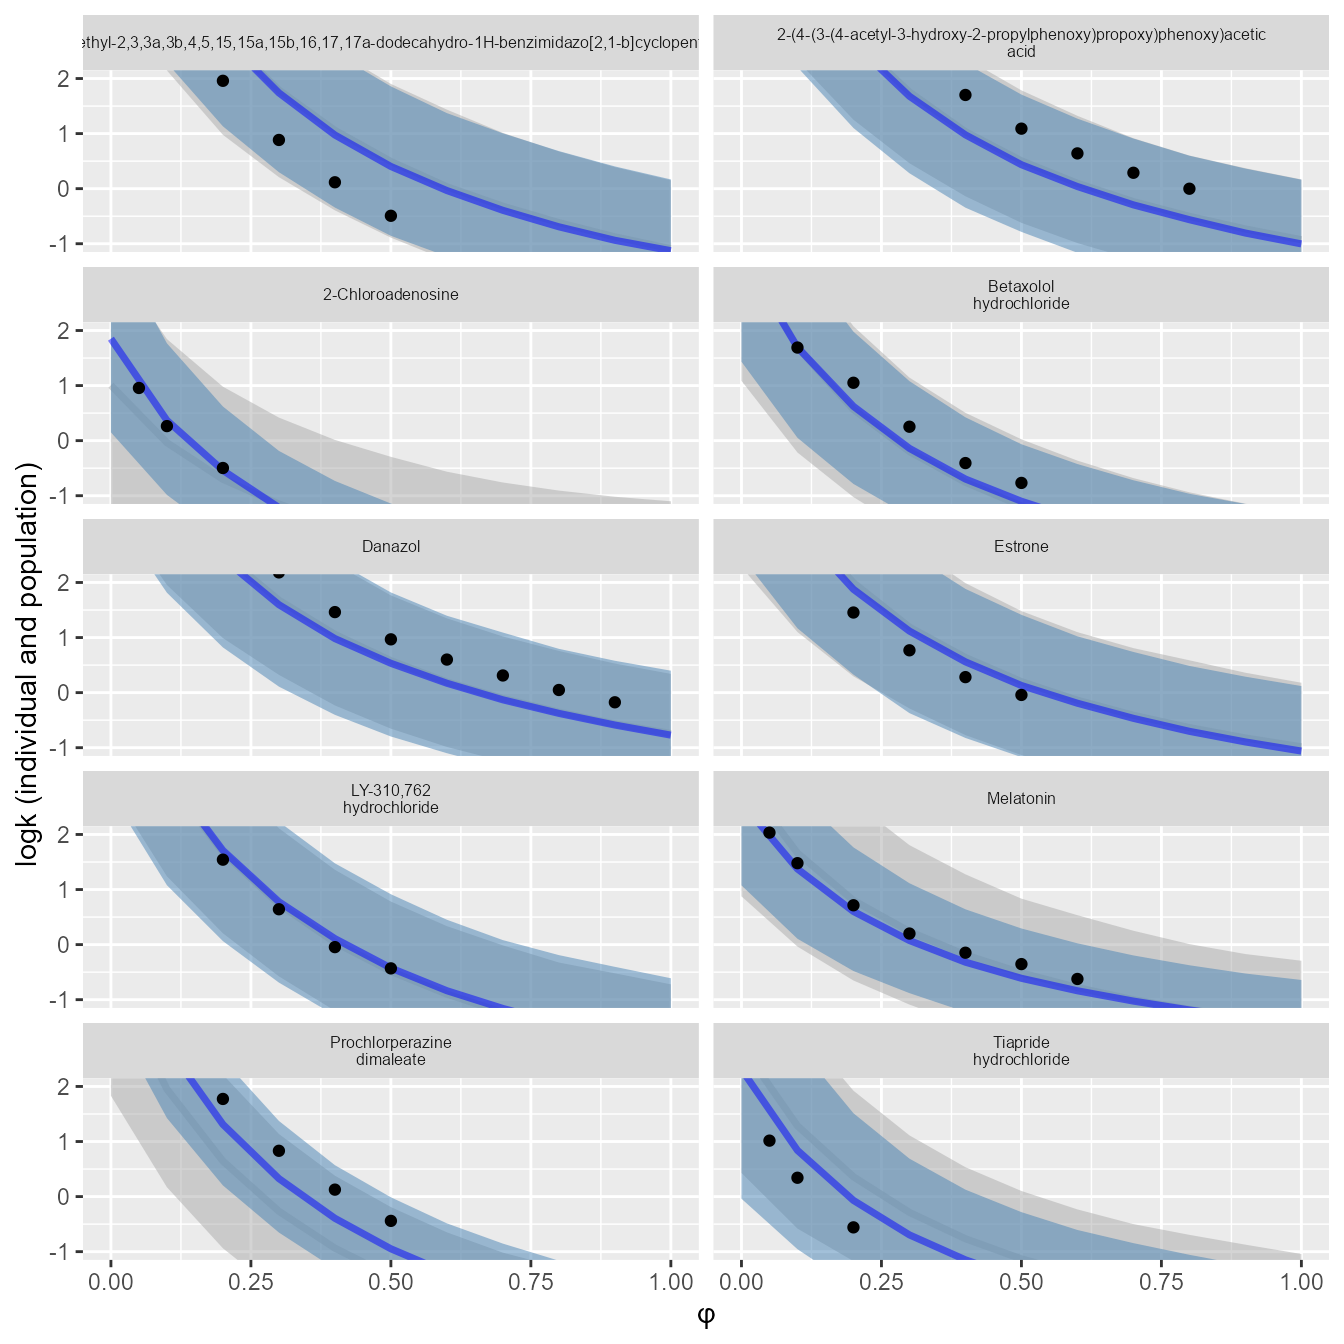 ethyl-2,3,3a,3b,4,5,15,15a,15b,16,17,17a-dodecahydro-1H-benzimidazo[2,1-b]cyclopen
2-(4-(3-(4-acetyl-3-hydroxy-2-propylphenoxy)propoxy)phenoxy)acetic
acid
2
1
0
-1
2-Chloroadenosine
Betaxolol
hydrochloride
2
1
0
-1
Danazol
Estrone
2
1
0
-1
LY-310,762
hydrochloride
Melatonin
2
1
0
-1
Prochlorperazine
dimaleate
Tiapride
hydrochloride
2
1
0
-1
0.00 0.25 0.50 0.75 1.00
0.00 0.25 0.50 0.75 1.00
φ
logk (individual and population)